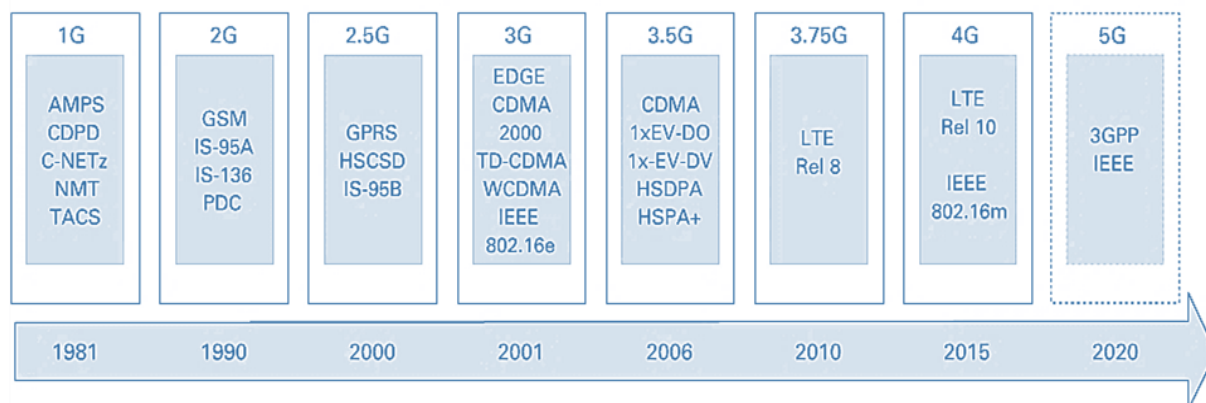 1G
AMPS
CDPD
C-NETz
NMT
TACS
2G
GSM
IS-95A
IS-136
PDC
2.5G
GPRS
HSCSD
IS-95B
3G
EDGE
CDMA
2000
TD-CDMA
WCDMA
IEEE
802.16e
3.5G
CDMA
1xEV-DO
1x-EV-DV
HSDPA
HSPA+
3.75G
LTE
Rel 8
4G
LTE
Rel 10
IEEE
802.16m
5G
3GPP
IEEE
1981
1990
2000
2001
2006
2010
2015
2020